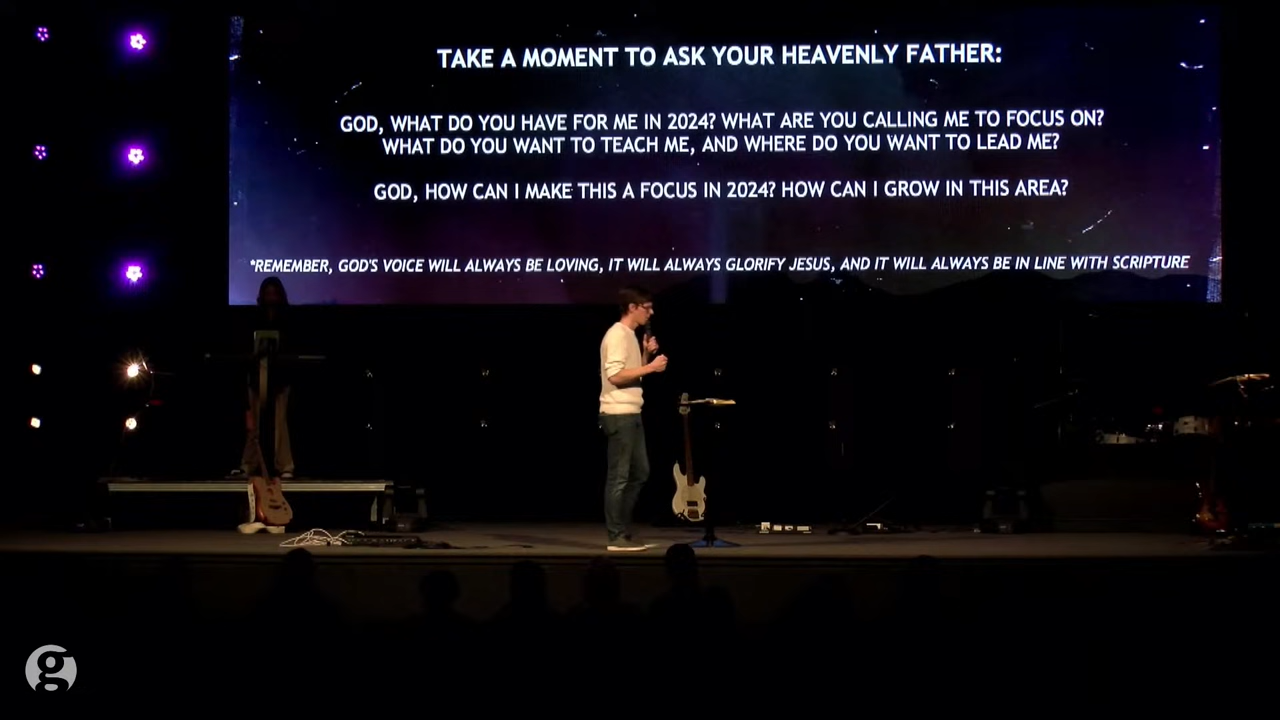 TAKE A MOMENT TO ASK YOUR HEAVENLY FATHER:
GOD, WHAT DO YOU HAVE FOR ME IN 2024? WHAT ARE YOU CALLING ME TO FOCUS ON?
WHAT DO YOU WANT TO TEACH ME, AND WHERE DO YOU WANT TO LEAD ME?
GOD, HOW CAN I MAKE THIS A FOCUS IN 2024? HOW CAN I GROW IN THIS AREA?
*REMEMBER, GOD'S VOICE WILL ALWAYS BE LOVING, IT WILL ALWAYS GLORIFY JESUS, AND IT WILL ALWAYS BE IN LINE WITH SCRIPTURE
g